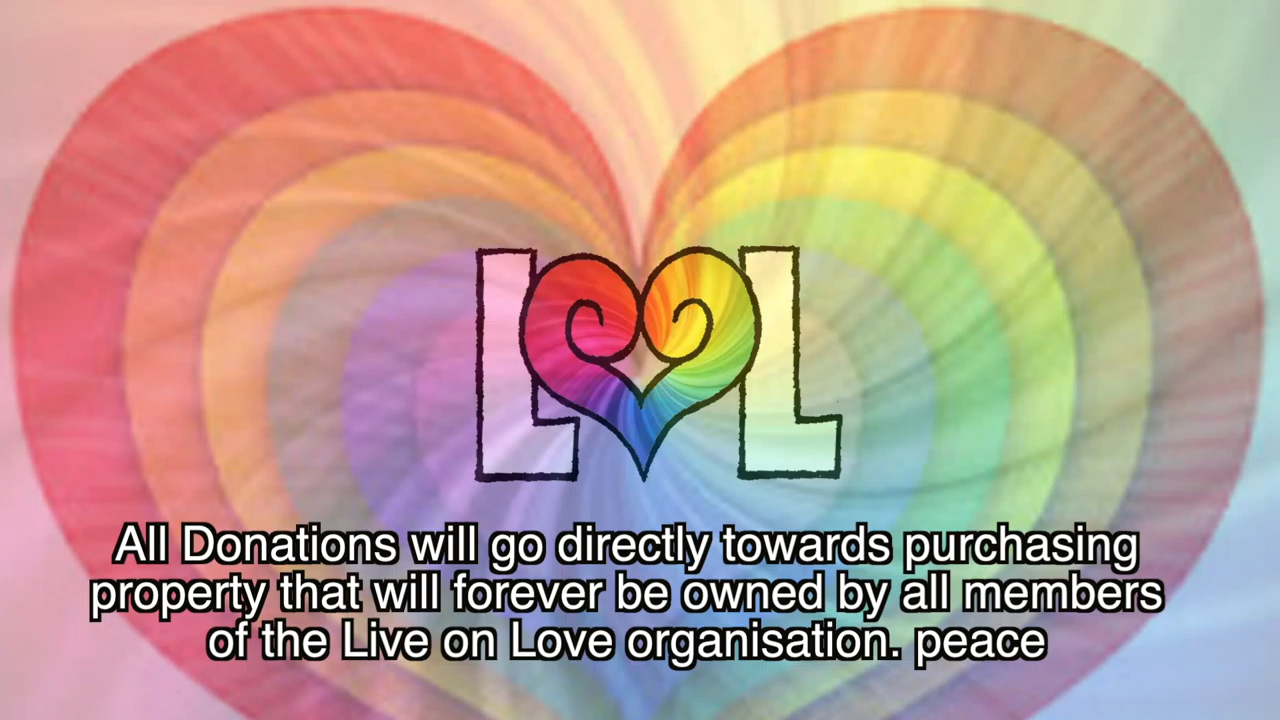 LOL
All Donations will go directly towards purchasing
property that will forever be owned by all members
of the Live on Love organisation. peace